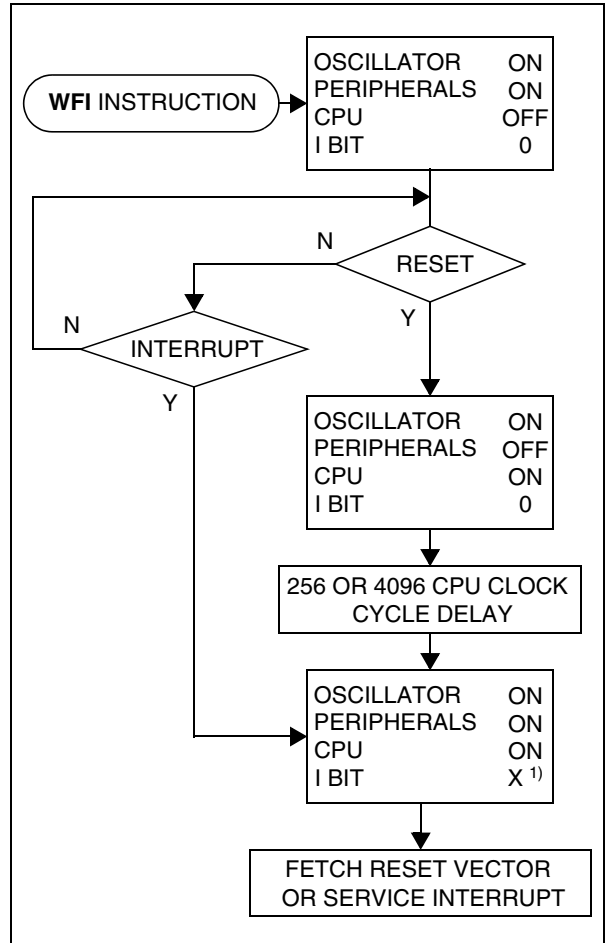 WFI INSTRUCTION
OSCILLATOR ON
PERIPHERALS ON
CPU OFF
I BIT 0
N
RESET
Y
N
INTERRUPT
Y
OSCILLATOR ON
PERIPHERALS OFF
CPU ON
I BIT 0
256 OR 4096 CPU CLOCK
CYCLE DELAY
OSCILLATOR ON
PERIPHERALS ON
CPU ON
I BIT X 1)
FETCH RESET VECTOR
OR SERVICE INTERRUPT